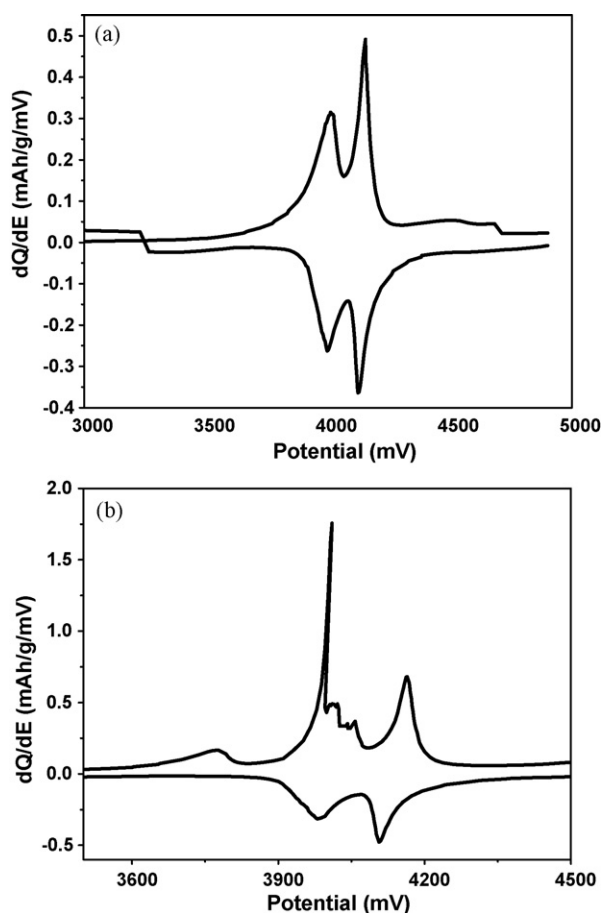 (a)
dQ/dE (mAh/g/mV)
0.5
0.4
0.3
0.2
0.1
0.0
-0.1
-0.2
-0.3
-0.4
3000 3500 4000 4500 5000
Potential (mV)
(b)
dQ/dE (mAh/g/mV)
2.0
1.5
1.0
0.5
0.0
-0.5
3600 3900 4200 4500
Potential (mV)